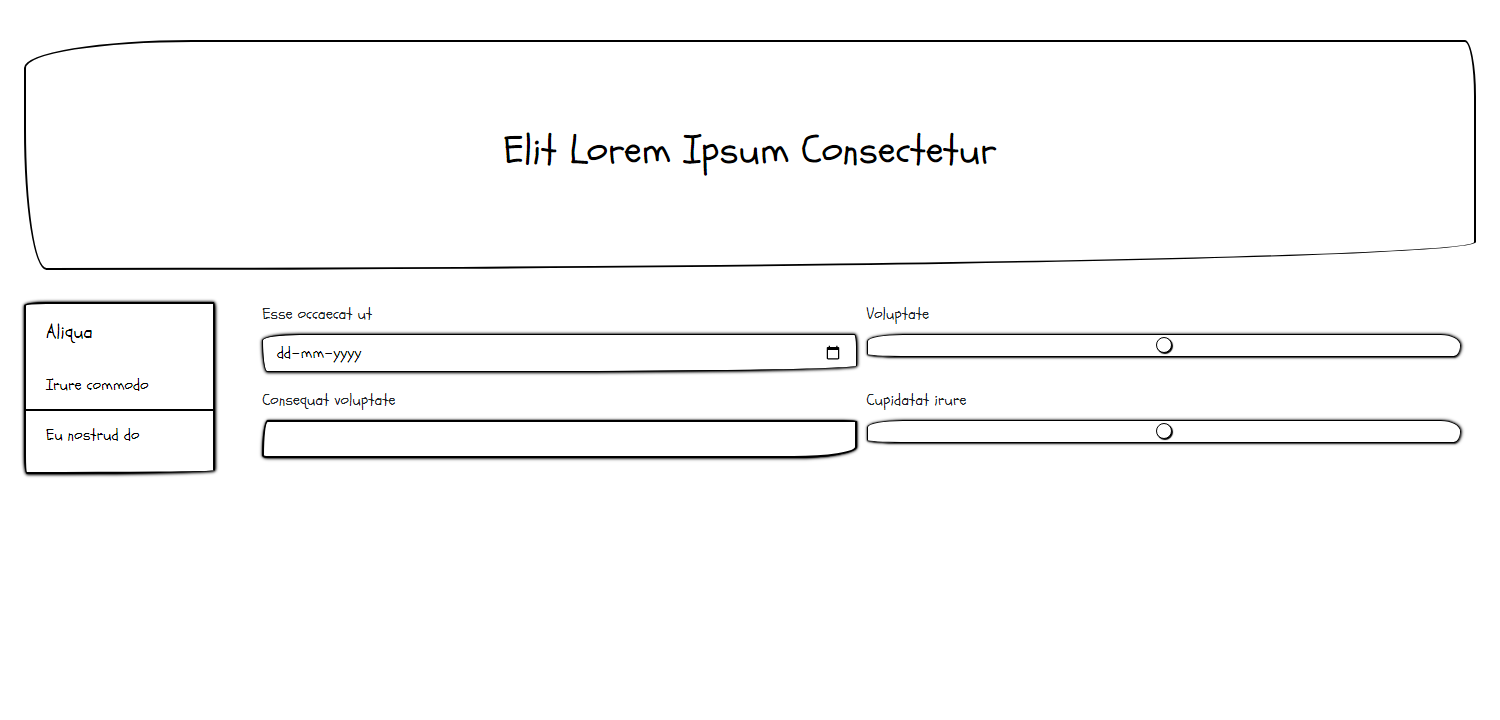 Elit Lorem Ipsum Consectetur
Aliqua
Irure commodo
Eu nostrud do
Esse occaecat ut
dd-mm-yyyy
Voluptate
Consequat voluptate
Cupidatat irure